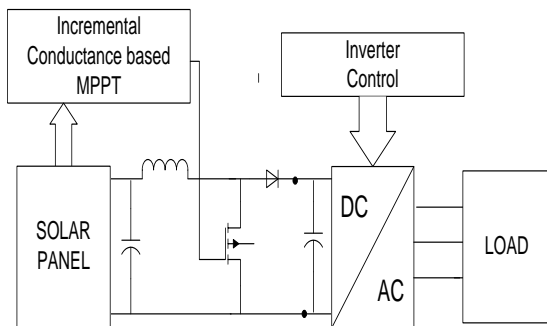 Incremental
Conductance based
MPPT
Inverter
Control
SOLAR
PANEL
DC
AC
LOAD